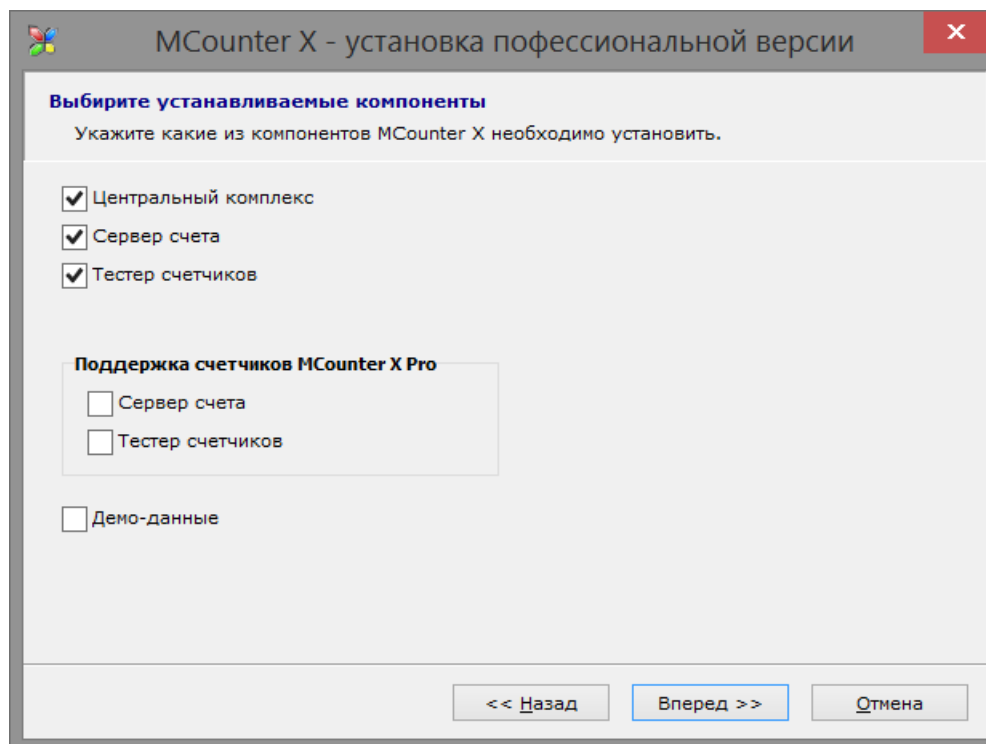 MCounter X - установка пофессиональной версии
Выбирите устанавливаемые компоненты
Укажите какие из компонентов MCounter X необходимо установить.
Центральный комплекс
Сервер счета
Тестер счетчиков
Поддержка счетчиков MCounter X Pro
Сервер счета
Тестер счетчиков
Демо-данные
<< Назад
Вперед >>
Отмена